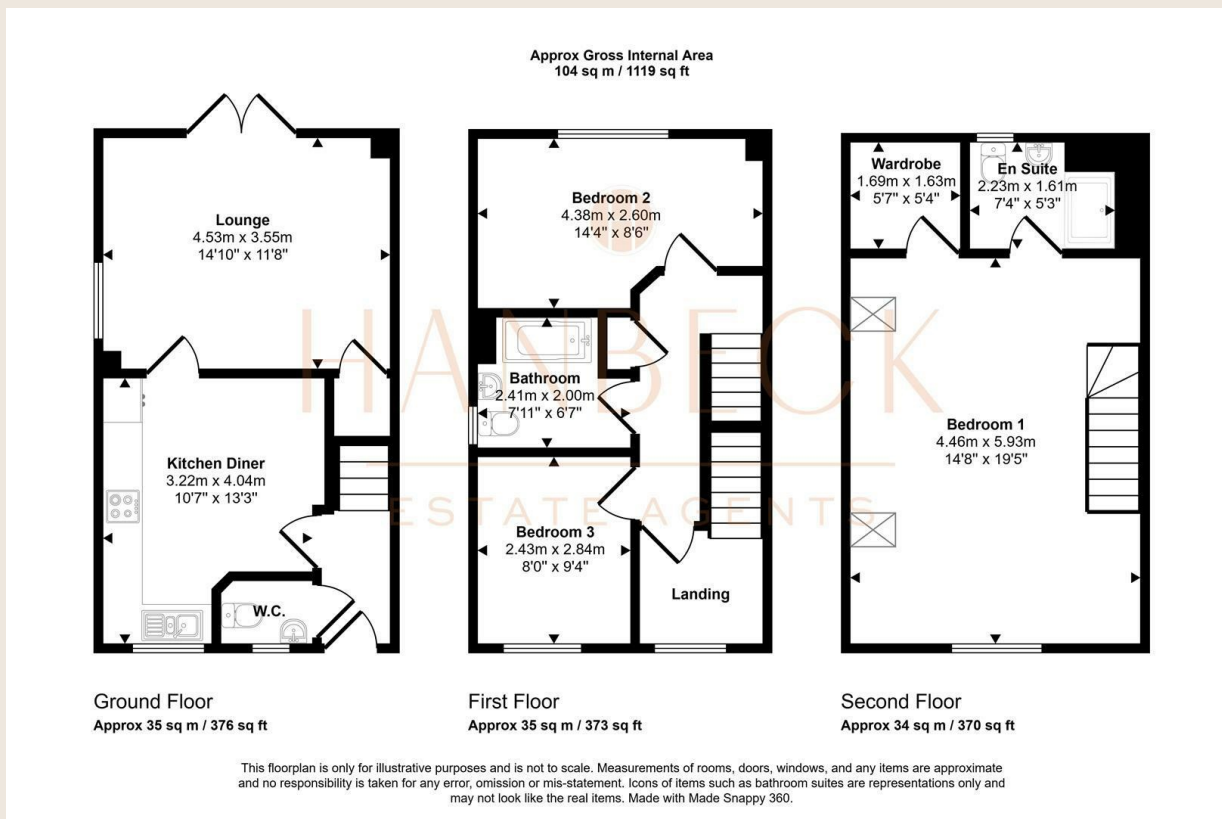 Approx Gross Internal Area
104 sq m / 1119 sq ft
Lounge
4.53m x 3.55m
14'10" x 11'8"
Kitchen Diner
3.22m x 4.04m
10'7" x 13'3"
W.C.
Bedroom 2
4.38m x 2.60m
14'4" x 8'6"
Bathroom
2.41m x 2.00m
7'11" x 6'7"
Bedroom 3
2.43m x 2.84m
8'0" x 9'4"
Landing
Wardrobe
1.69m x 1.63m
5'7" x 5'4"
En Suite
2.23m x 1.61m
7'4" x 5'3"
Bedroom 1
4.46m x 5.93m
14'8" x 19'5"
HANBECK
ESTATE AGENTS
Ground Floor
Approx 35 sq m / 376 sq ft
First Floor
Approx 35 sq m / 373 sq ft
Second Floor
Approx 34 sq m / 370 sq ft
This floorplan is only for illustrative purposes and is not to scale. Measurements of rooms, doors, windows, and any items are approximate
and no responsibility is taken for any error, omission or mis-statement. Icons of items such as bathroom suites are representations only and
may not look like the real items. Made with Made Snappy 360.